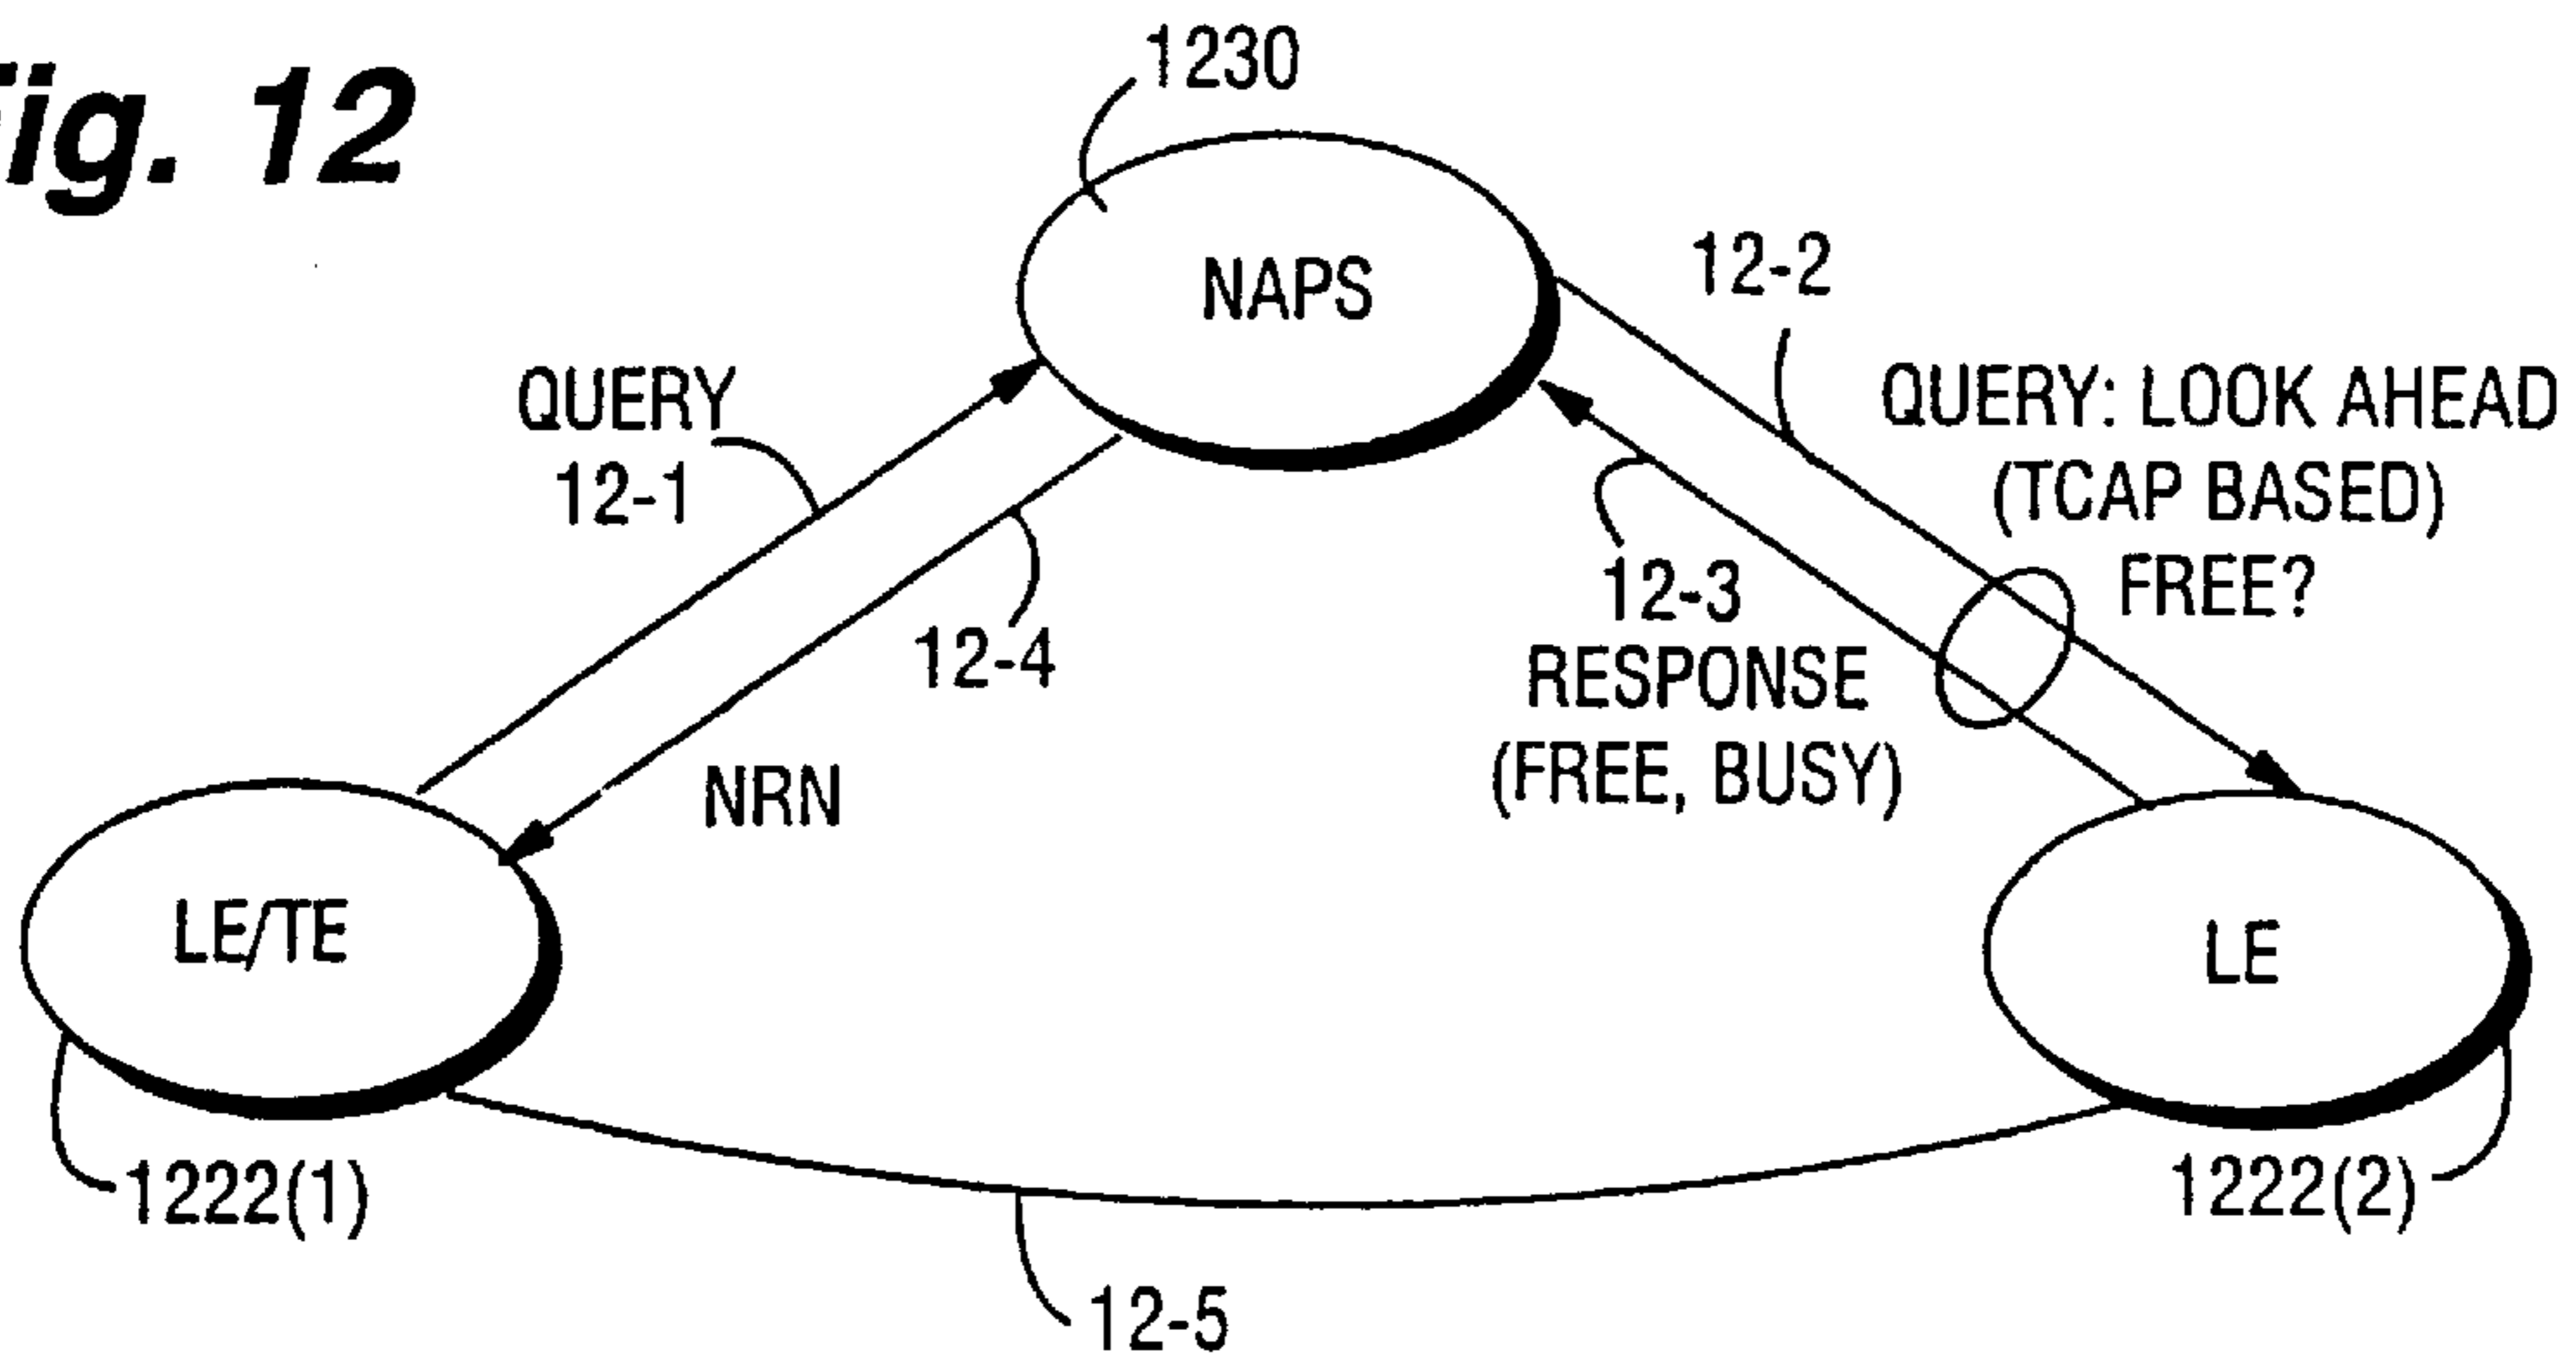 Fig. 12
1230
NAPS
12-2
QUERY
12-1
QUERY: LOOK AHEAD
(TCAP BASED)
FREE?
12-3
RESPONSE
(FREE, BUSY)
12-4
NRN
LE/TE
LE
1222(1)
1222(2)
12-5